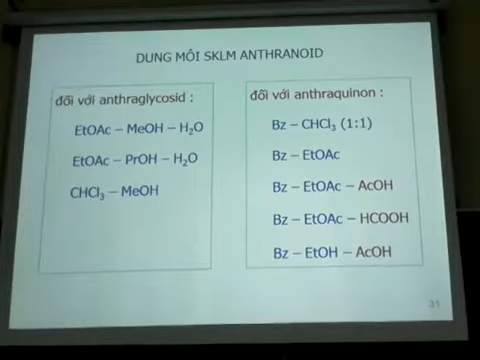 DUNG MÔI SKLM ANTHRANOID
đối với anthraglycosid :
EtOAc – MeOH – H₂O
EtOAc – PrOH – H₂O
CHCl₃ – MeOH
đối với anthraquinon :
Bz – CHCl₃ (1:1)
Bz – EtOAc
Bz – EtOAc – AcOH
Bz – EtOAc – HCOOH
Bz – EtOH – AcOH
31